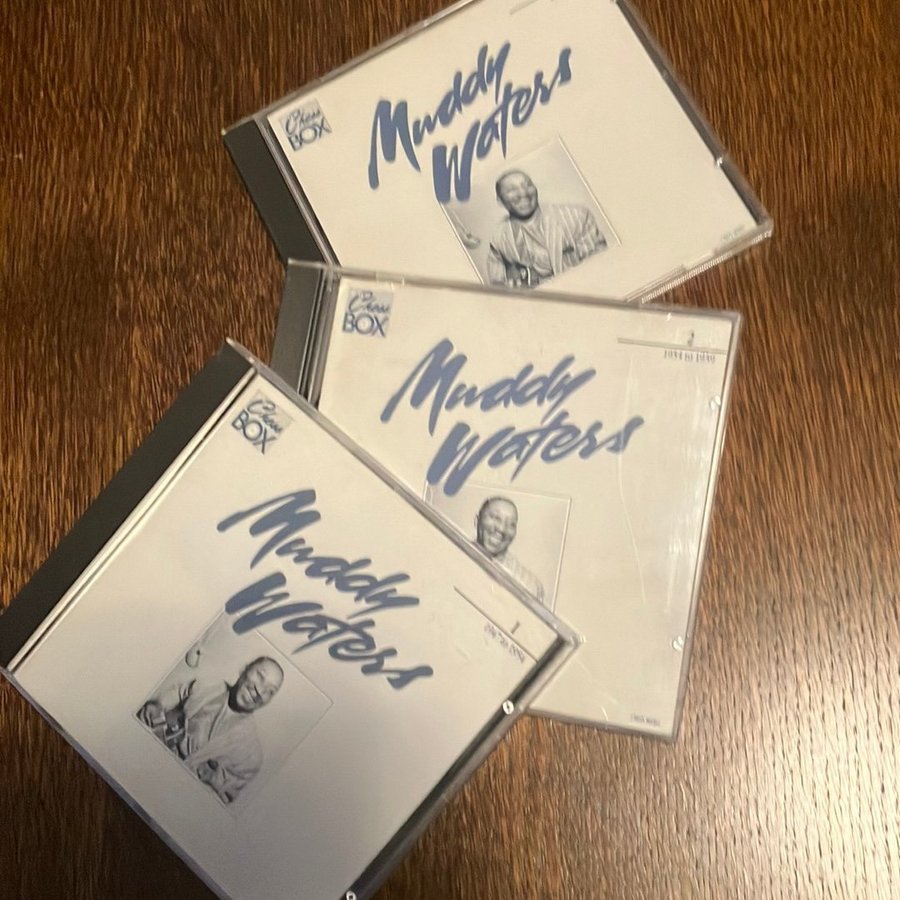 Chess
BOX
Muddy
Waters
Chess
BOX
2
1954 to 1959
Muddy
Waters
Chess
BOX
Muddy
Waters
1